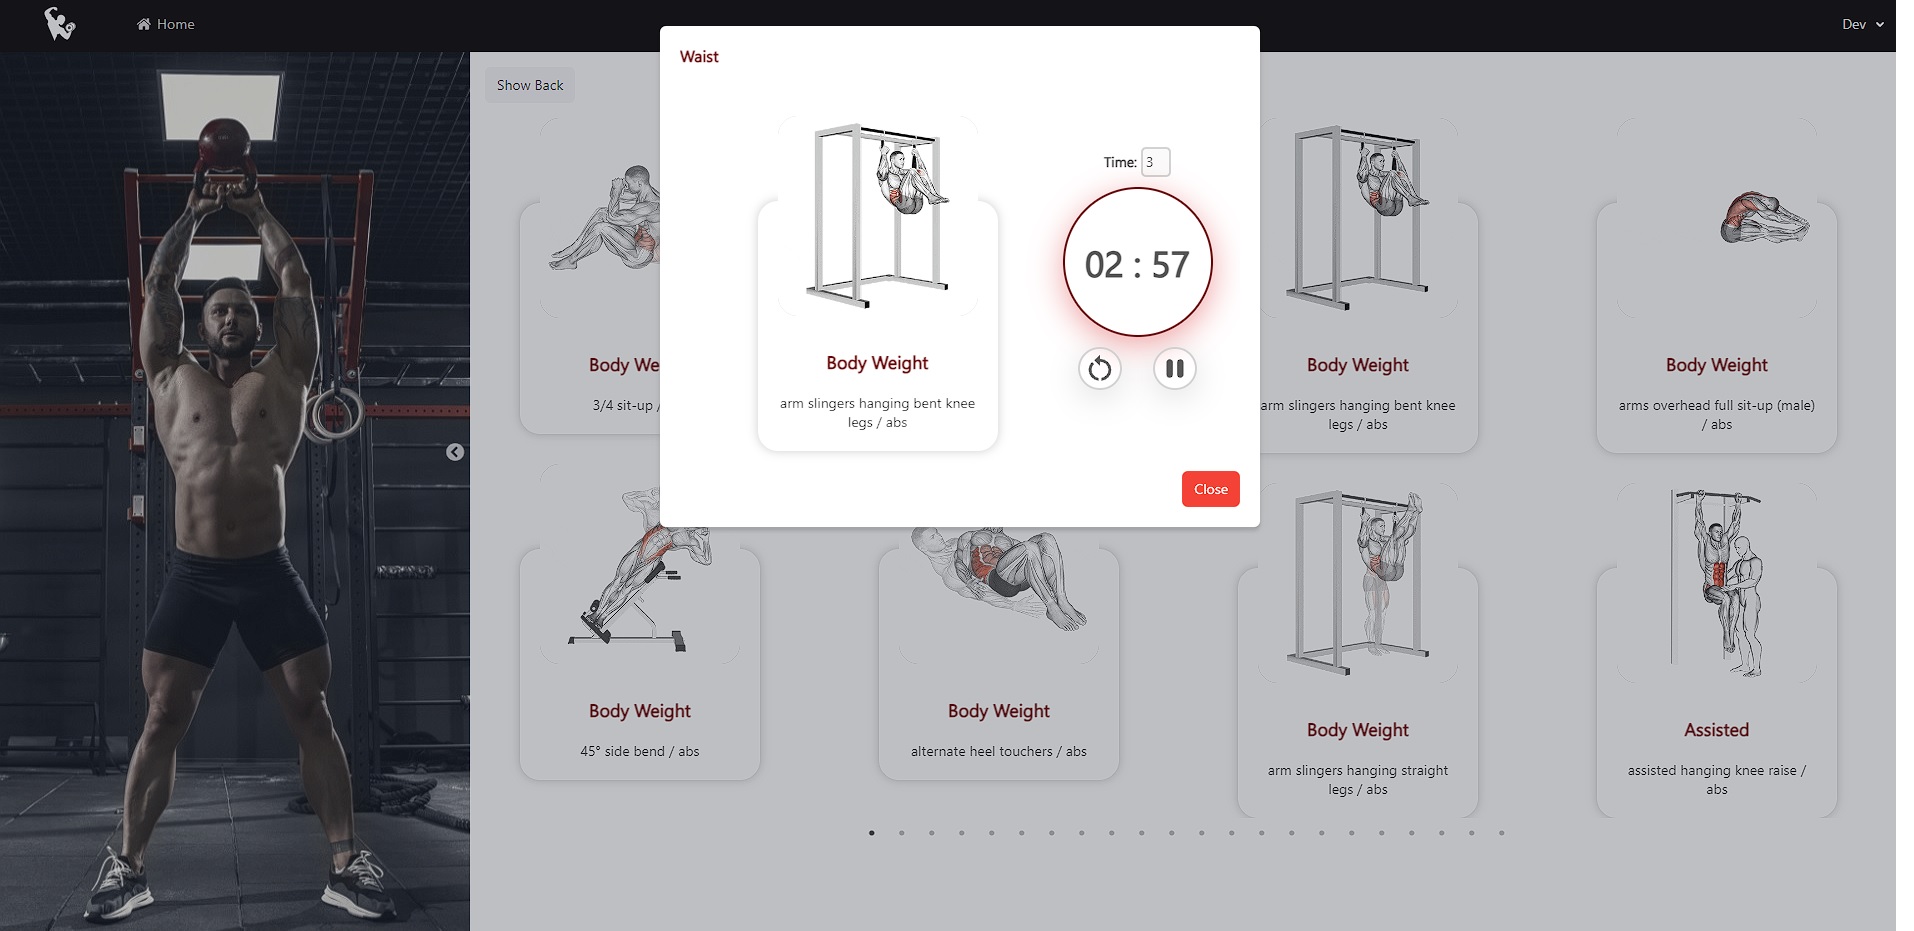 Home
Dev
Show Back
Waist
Time: 3
02 : 57
Body Weight
arm slingers hanging bent knee
legs / abs
Close
Body We
3/4 sit-up /
Body Weight
arm slingers hanging bent knee
legs / abs
Body Weight
arms overhead full sit-up (male)
/ abs
Body Weight
45° side bend / abs
Body Weight
alternate heel touchers / abs
Body Weight
arm slingers hanging straight
legs / abs
Assisted
assisted hanging knee raise /
abs